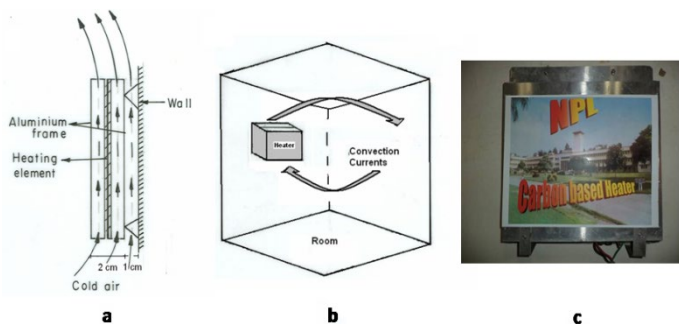 Wall
Aluminium
frame
Heating
element
2 cm
1 cm
Cold air
a
Heater
Convection
Currents
Room
b
NPL
Carbon Based Heater
c